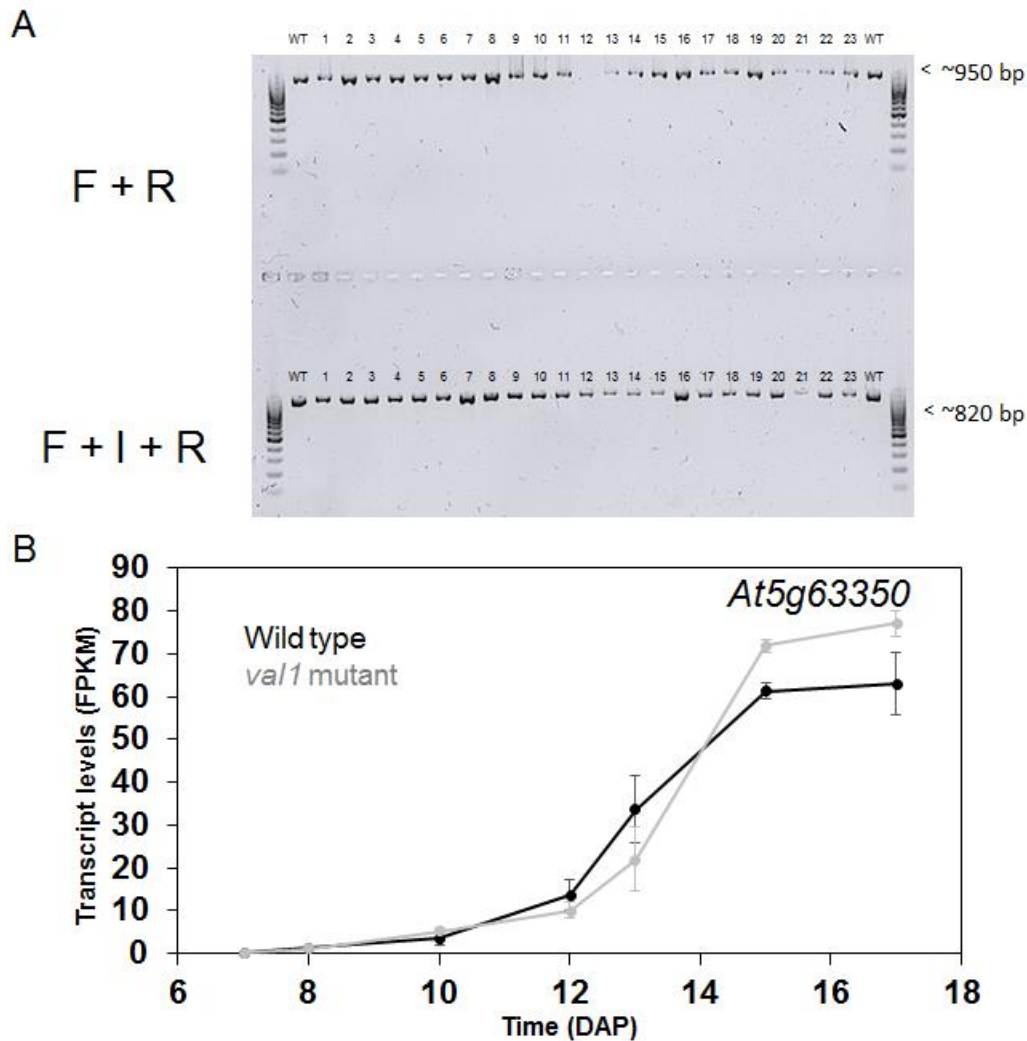 A
WT 1 2 3 4 5 6 7 8 9 10 11 12 13 14 15 16 17 18 19 20 21 22 23 WT
< ~950 bp
F + R
WT 1 2 3 4 5 6 7 8 9 10 11 12 13 14 15 16 17 18 19 20 21 22 23 WT
< ~820 bp
F + I + R
B
90
80
70
60
50
40
30
20
10
0
Transcript levels (FPKM)
At5g63350
Wild type
val1 mutant
6 8 10 12 14 16 18
Time (DAP)